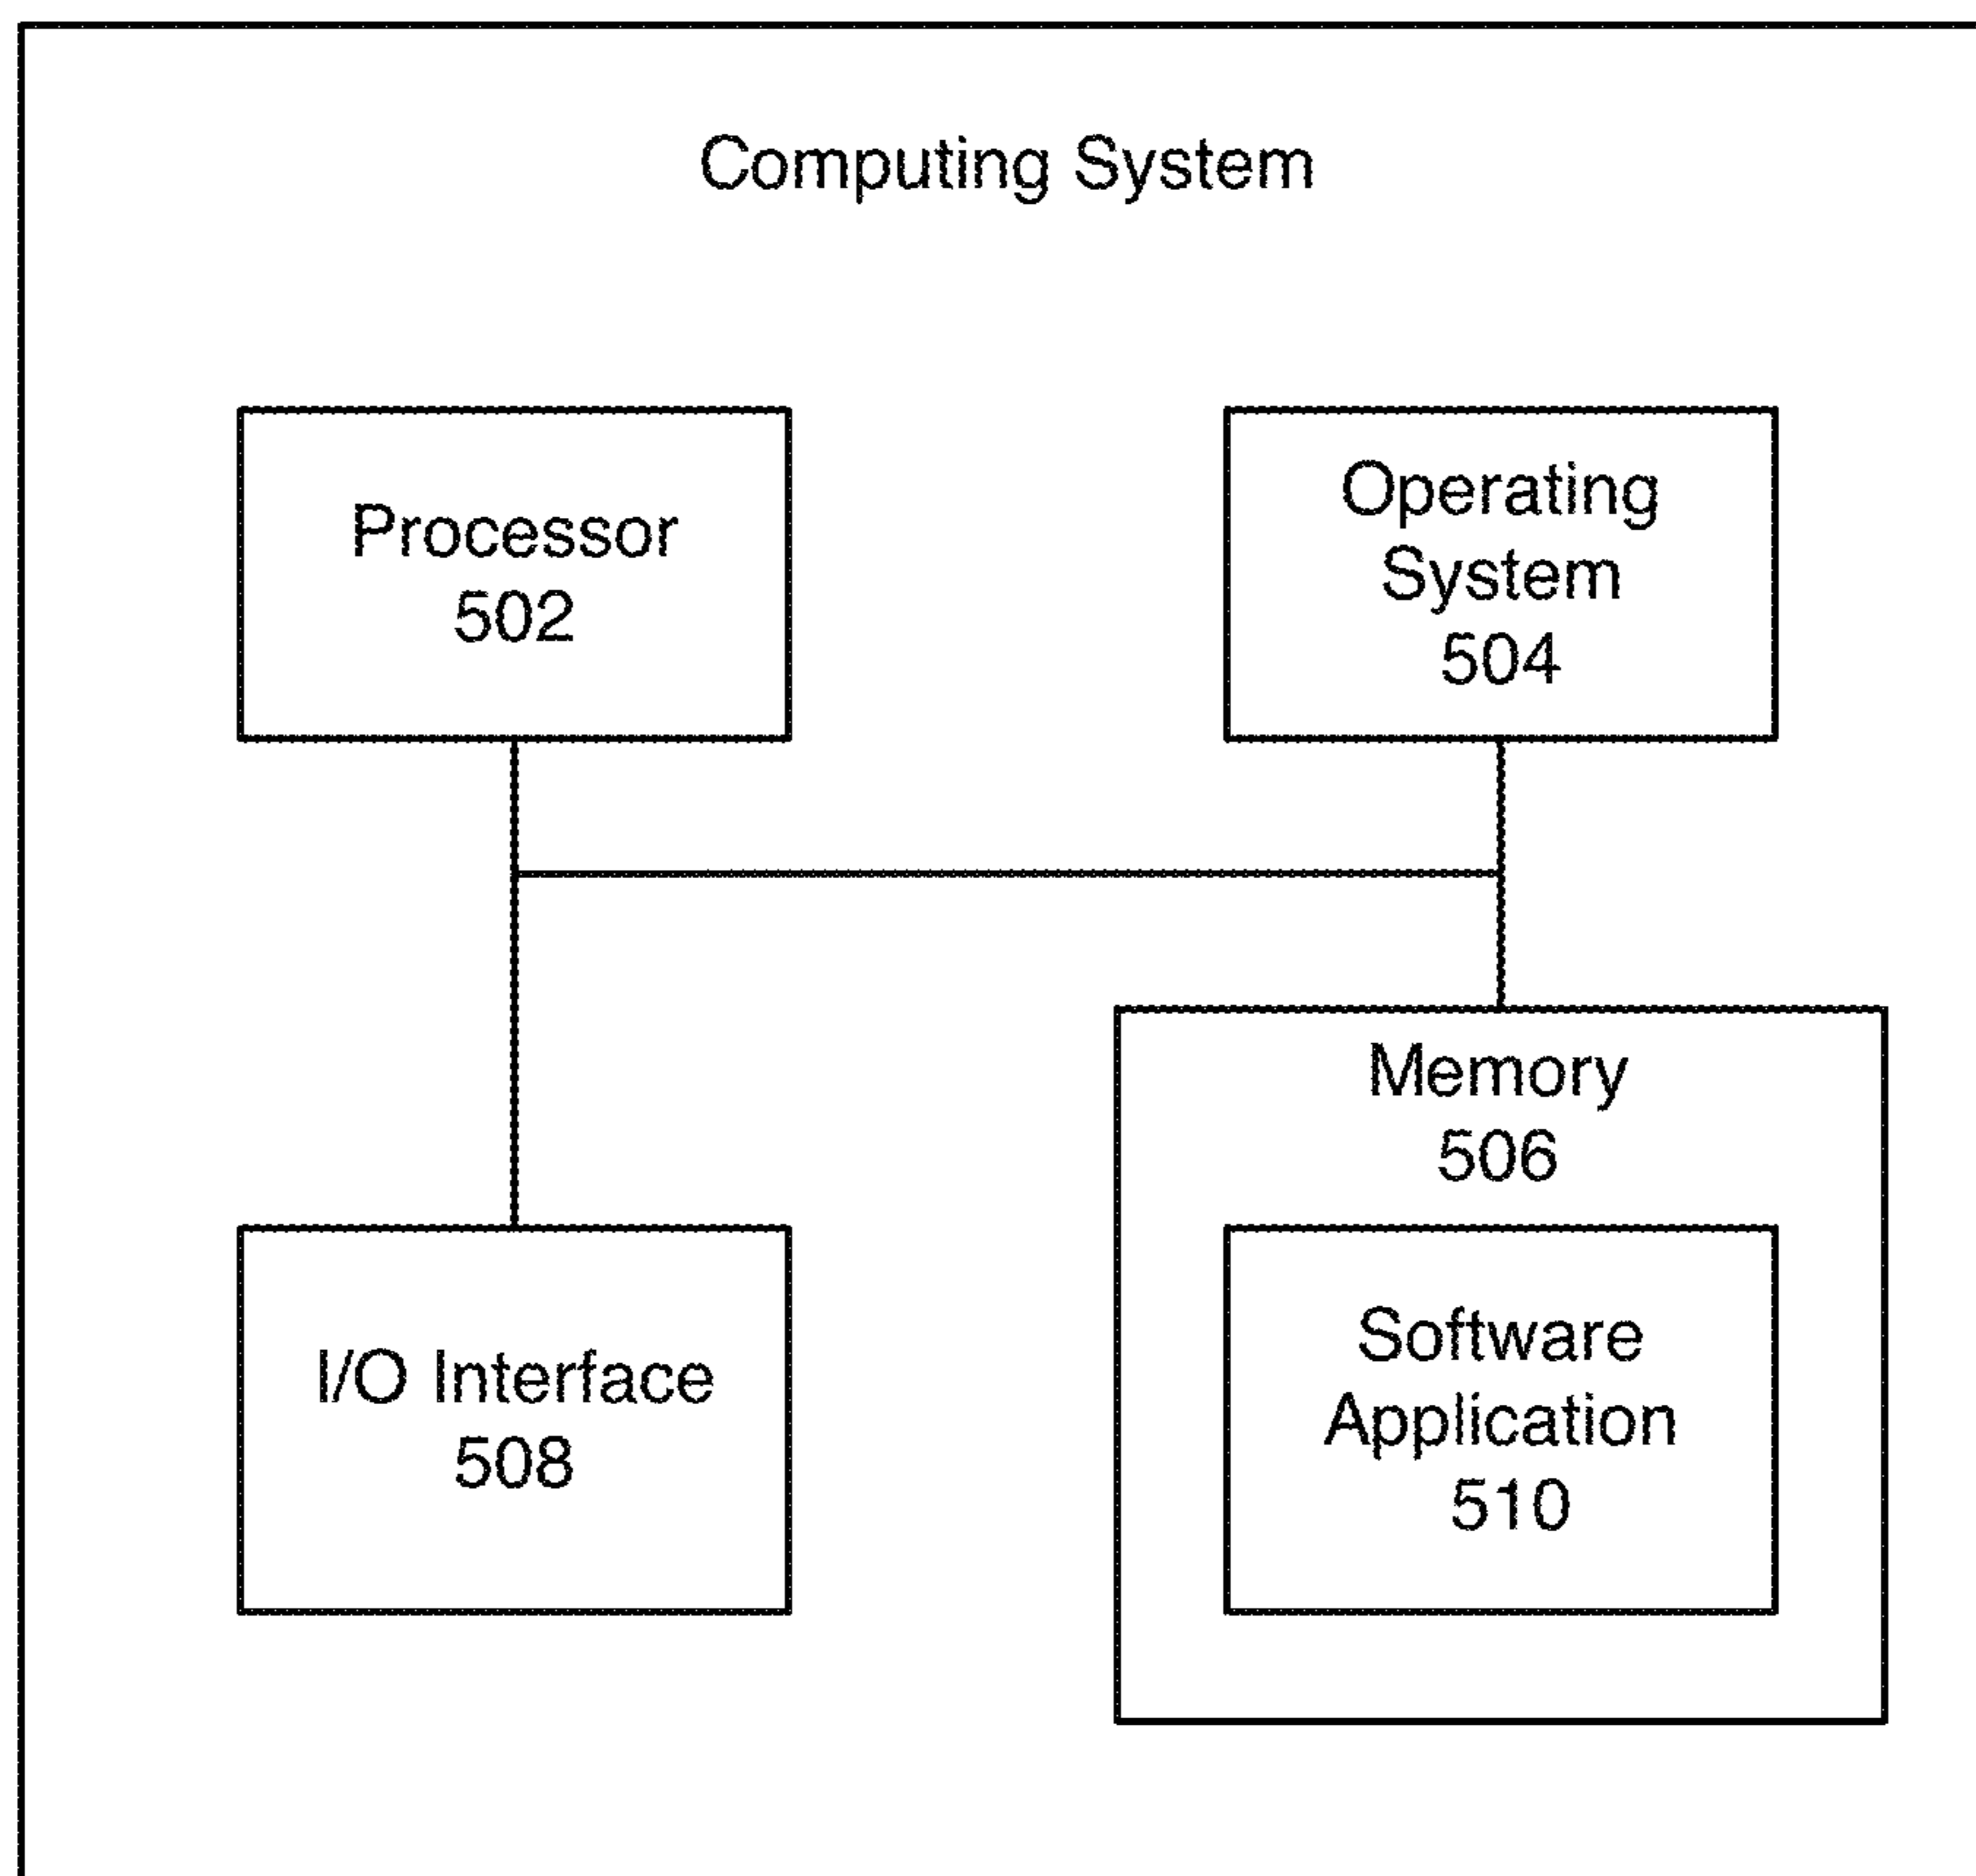 Computing System
Processor
502
Operating
System
504
Memory
506
I/O Interface
508
Software
Application
510